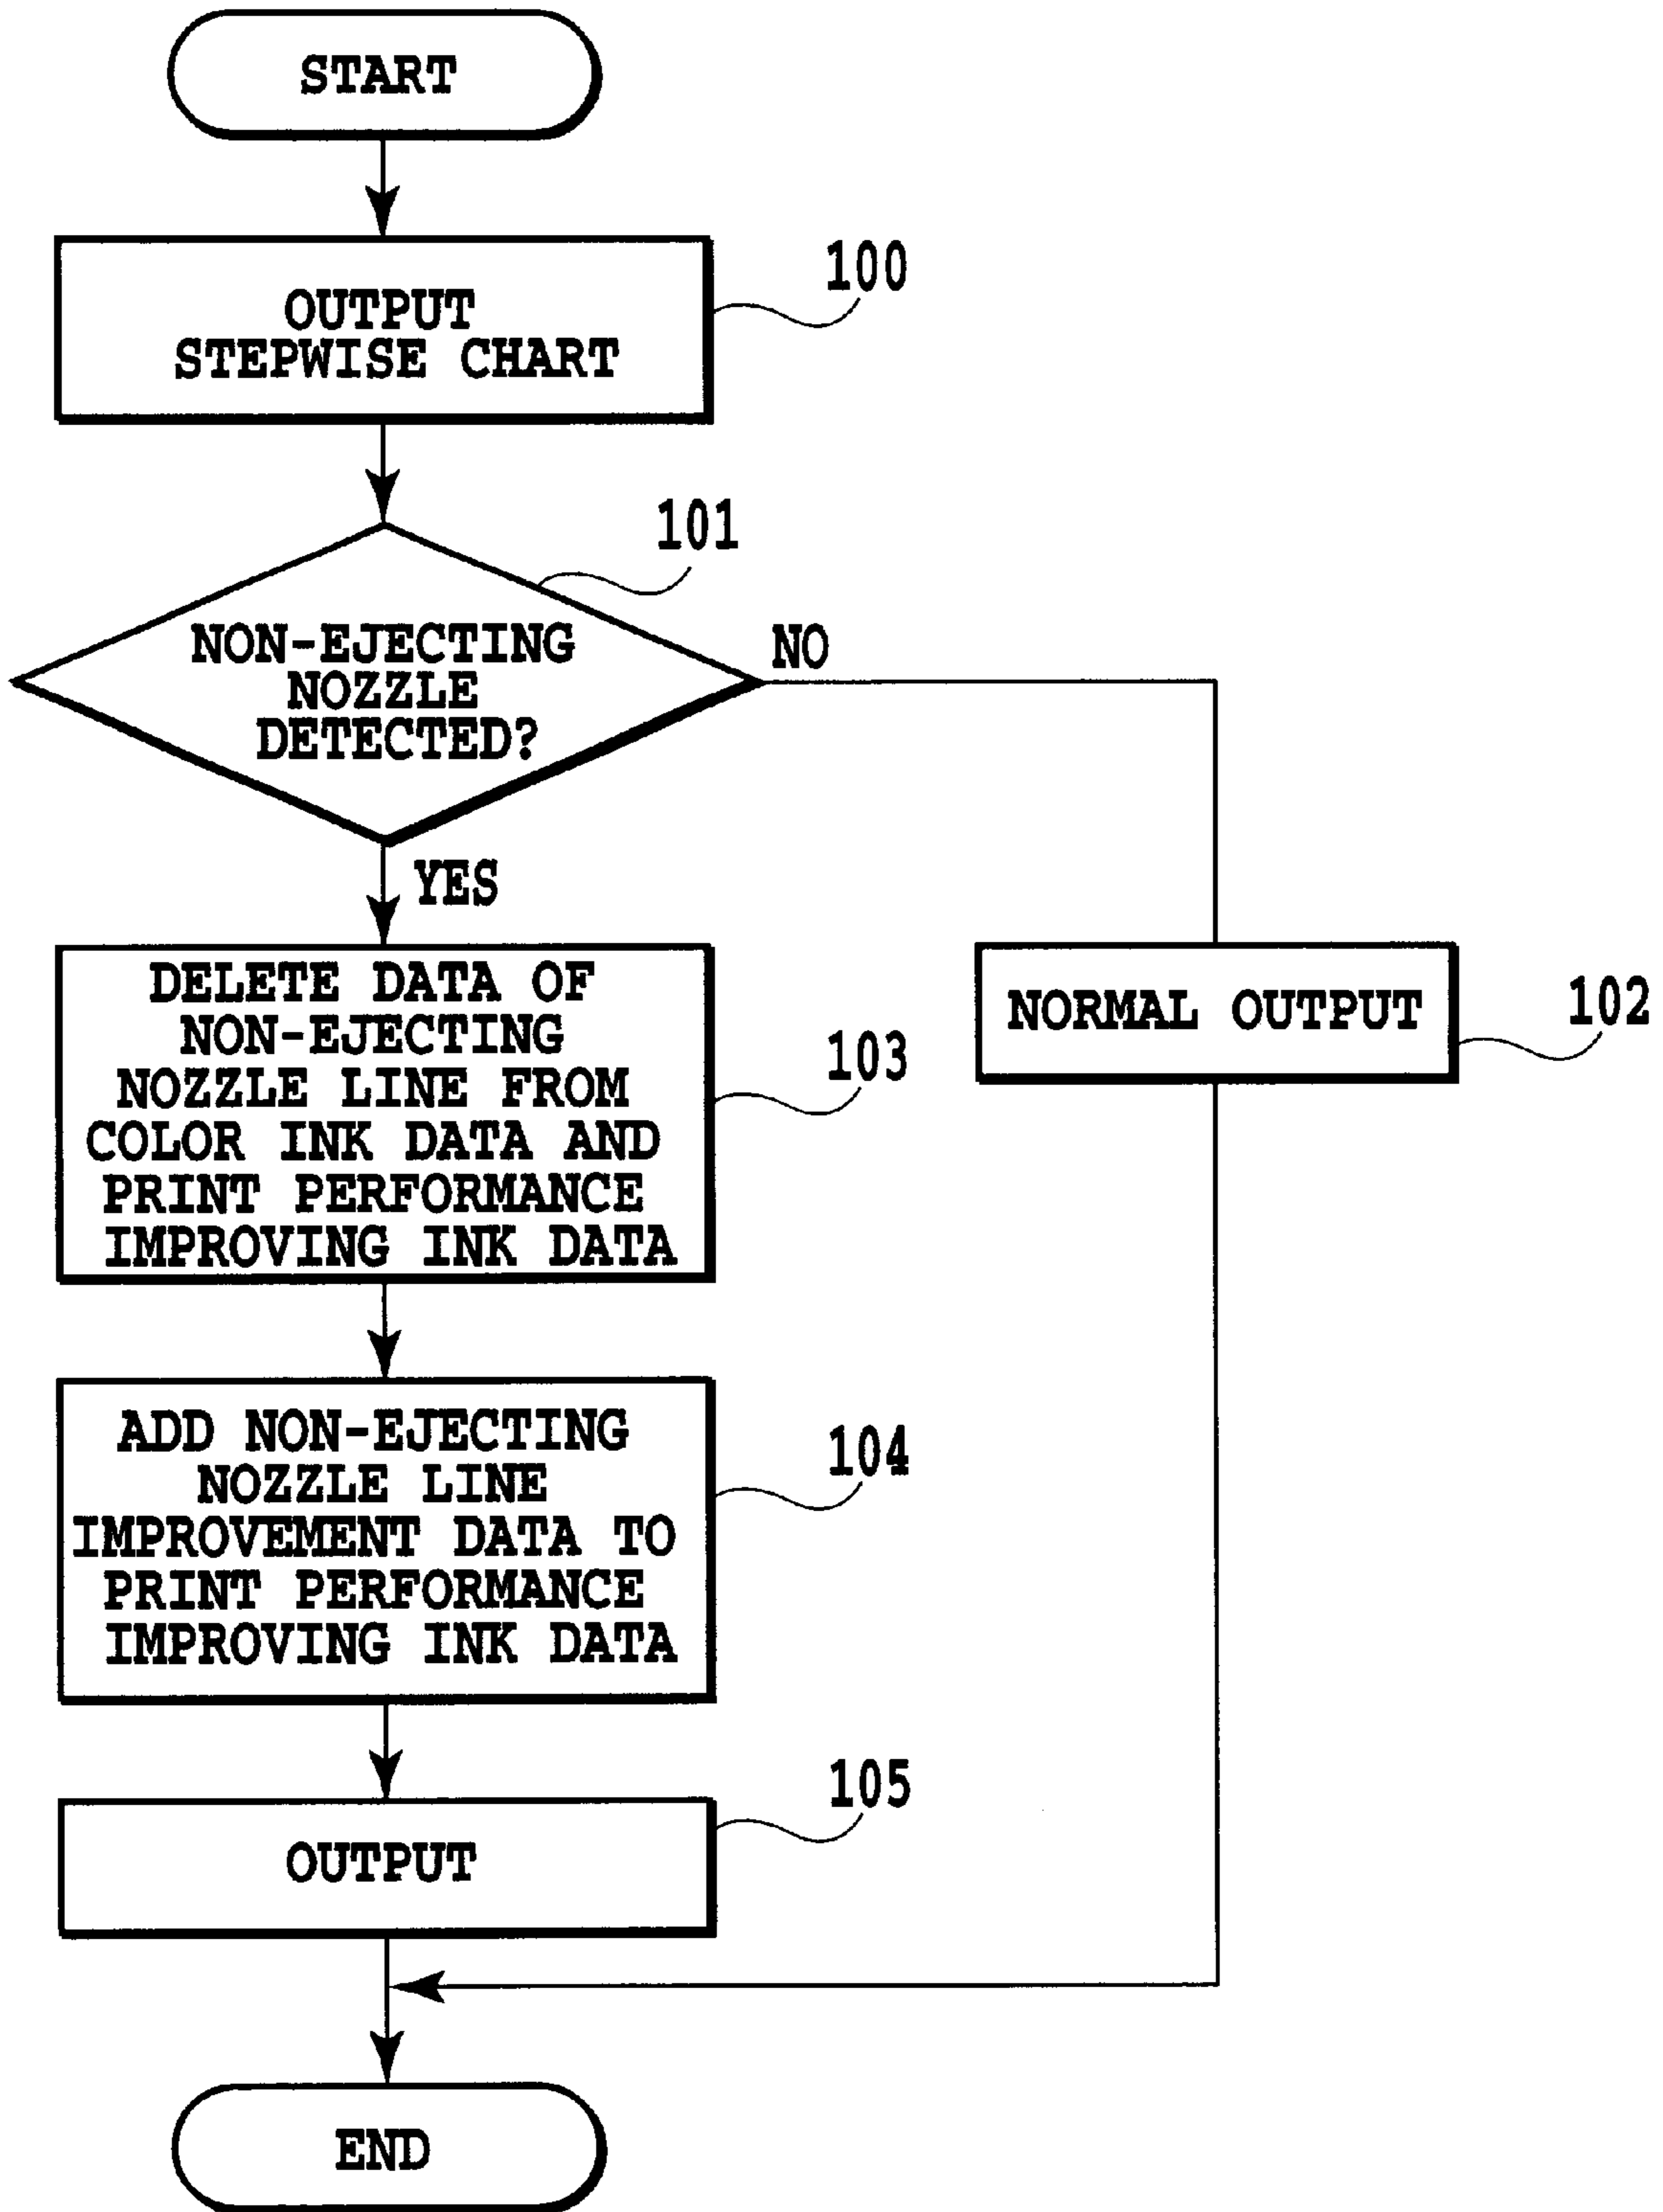 START
OUTPUT
STEPWISE CHART
100
101
NON-EJECTING
NOZZLE
DETECTED?
NO
YES
DELETE DATA OF
NON-EJECTING
NOZZLE LINE FROM
COLOR INK DATA AND
PRINT PERFORMANCE
IMPROVING INK DATA
103
NORMAL OUTPUT
102
ADD NON-EJECTING
NOZZLE LINE
IMPROVEMENT DATA TO
PRINT PERFORMANCE
IMPROVING INK DATA
104
OUTPUT
105
END